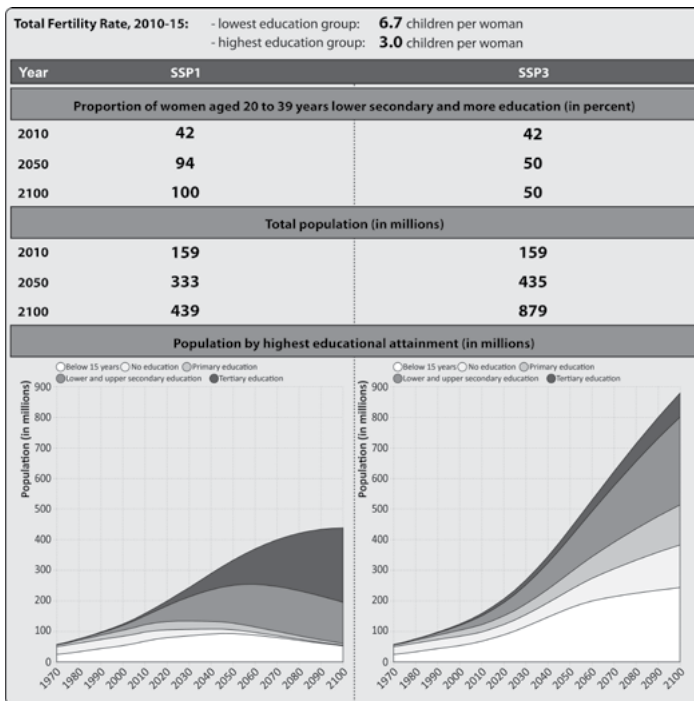 Total Fertility Rate, 2010-15: - lowest education group: 6.7 children per woman
- highest education group: 3.0 children per woman
Year SSP1 SSP3
Proportion of women aged 20 to 39 years lower secondary and more education (in percent)
2010 42 42
2050 94 50
2100 100 50
Total population (in millions)
2010 159 159
2050 333 435
2100 439 879
Population by highest educational attainment (in millions)
Below 15 years No education Primary education
Lower and upper secondary education Tertiary education
Population (in millions)
900
800
700
600
500
400
300
200
100
0
1970 1980 1990 2000 2010 2020 2030 2040 2050 2060 2070 2080 2090 2100
Below 15 years No education Primary education
Lower and upper secondary education Tertiary education
Population (in millions)
900
800
700
600
500
400
300
200
100
0
1970 1980 1990 2000 2010 2020 2030 2040 2050 2060 2070 2080 2090 2100